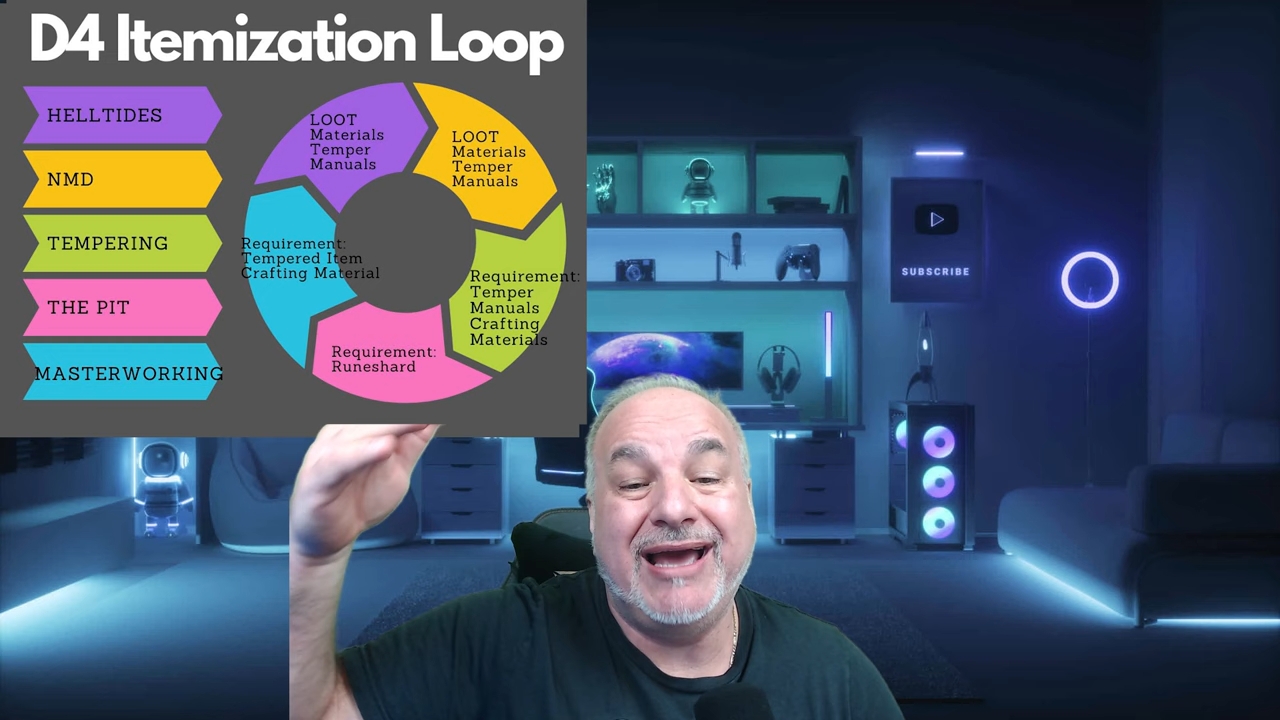 D4 Itemization Loop
HELLTIDES
NMD
TEMPERING
THE PIT
MASTERWORKING
LOOT
Materials
Temper
Manuals
LOOT
Materials
Temper
Manuals
Requirement:
Temper
Manuals
Crafting
Materials
Requirement:
Runeshard
Requirement:
Tempered Item
Crafting Material
SUBSCRIBE